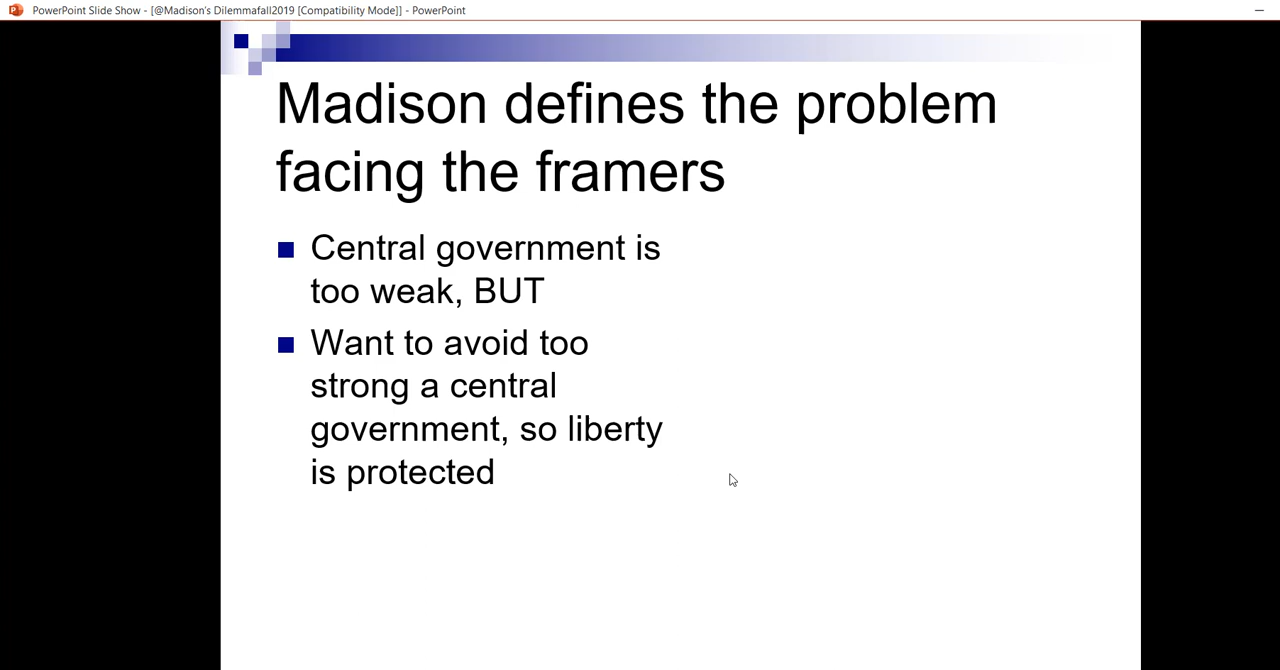 PowerPoint Slide Show - [@Madison's Dilemmafall2019 [Compatibility Mode]] - PowerPoint
Madison defines the problem
facing the framers
Central government is
too weak, BUT
Want to avoid too
strong a central
government, so liberty
is protected